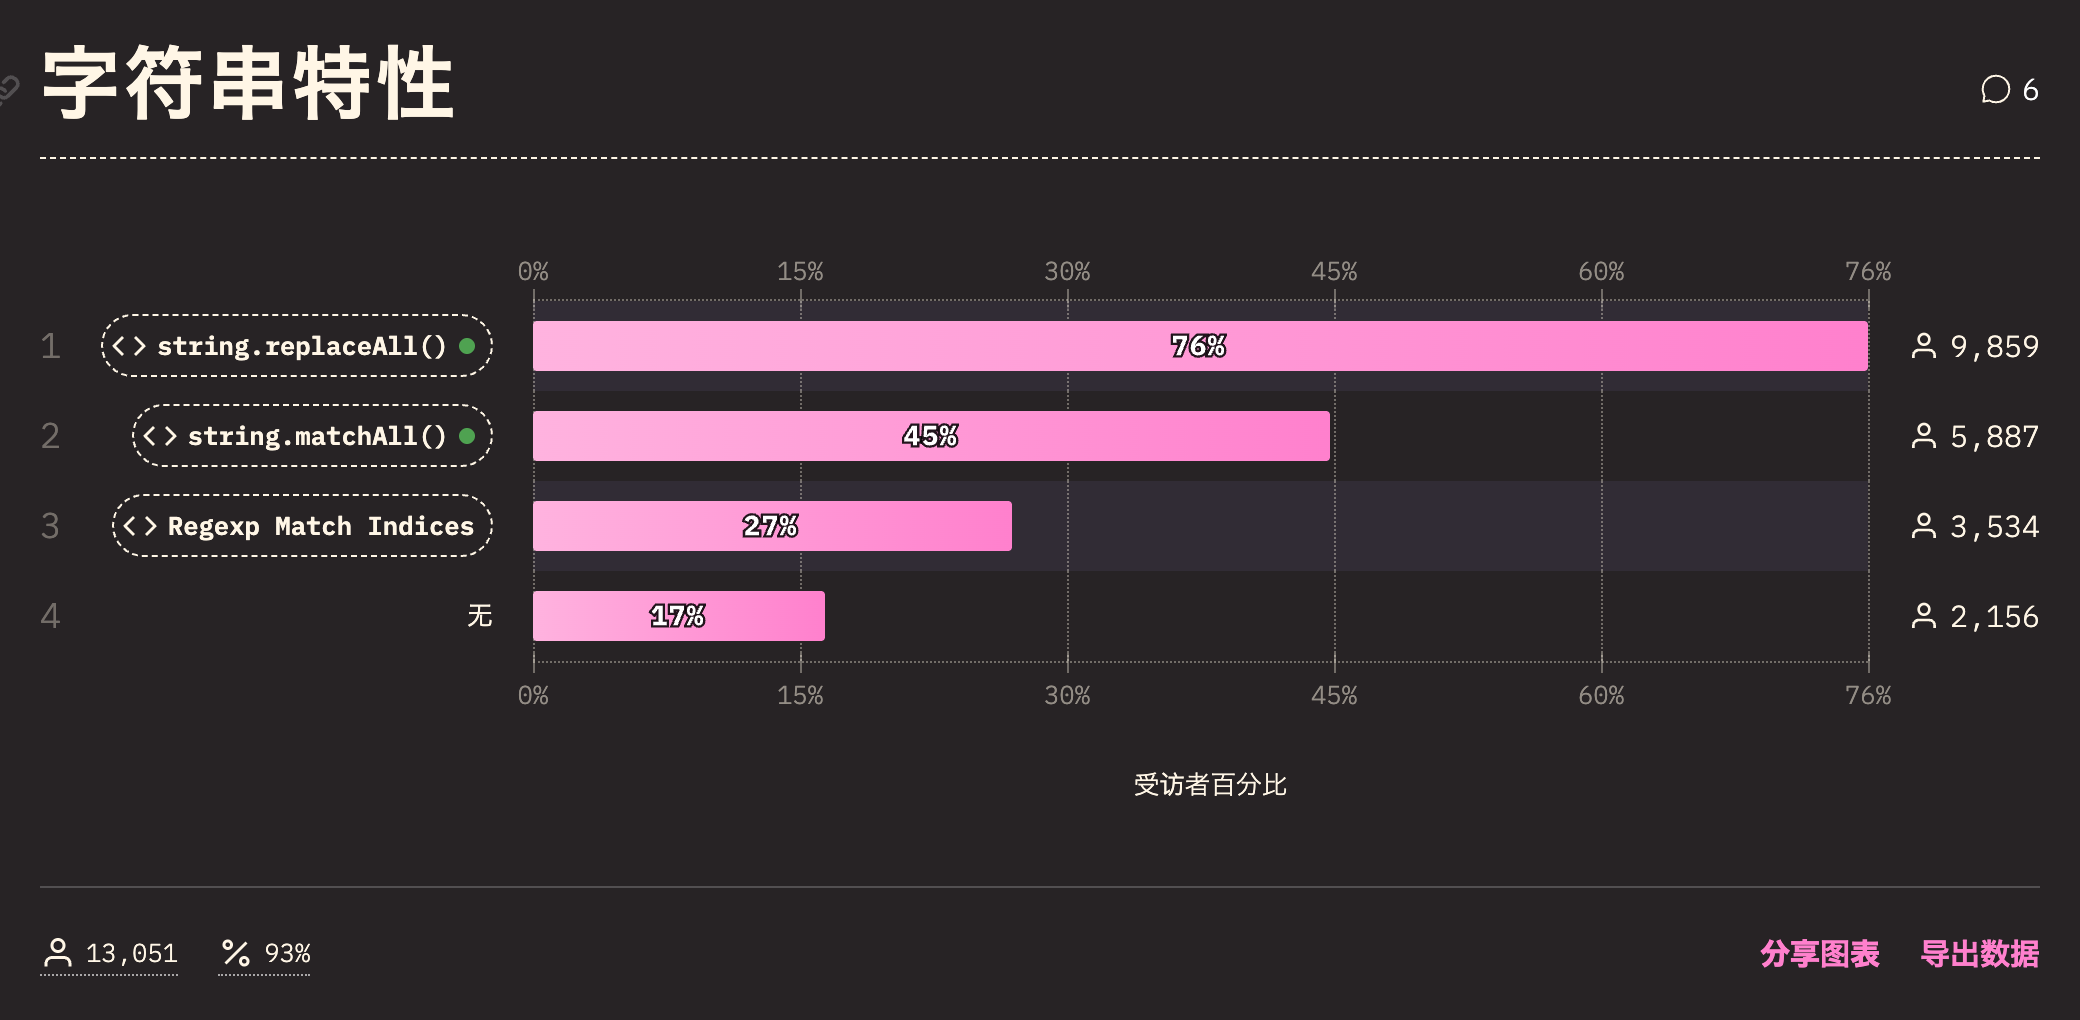 字符串特性
6
0% 15% 30% 45% 60% 76%
1 <> string.replaceAll() 76% 9,859
2 <> string.matchAll() 45% 5,887
3 <> Regexp Match Indices 27% 3,534
4 无 17% 2,156
0% 15% 30% 45% 60% 76%
受访者百分比
13,051 % 93% 分享图表 导出数据